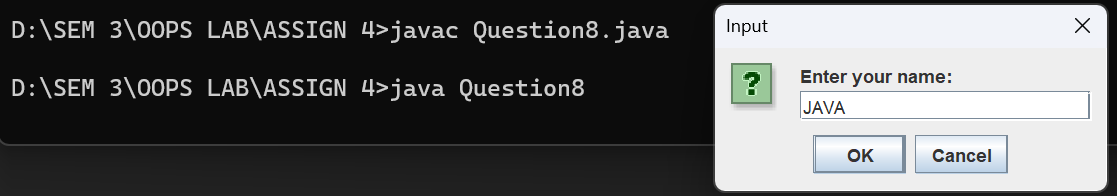 D:\SEM 3\OOPS LAB\ASSIGN 4>javac Question8.java
D:\SEM 3\OOPS LAB\ASSIGN 4>java Question8
Input
Enter your name:
JAVA
OK Cancel